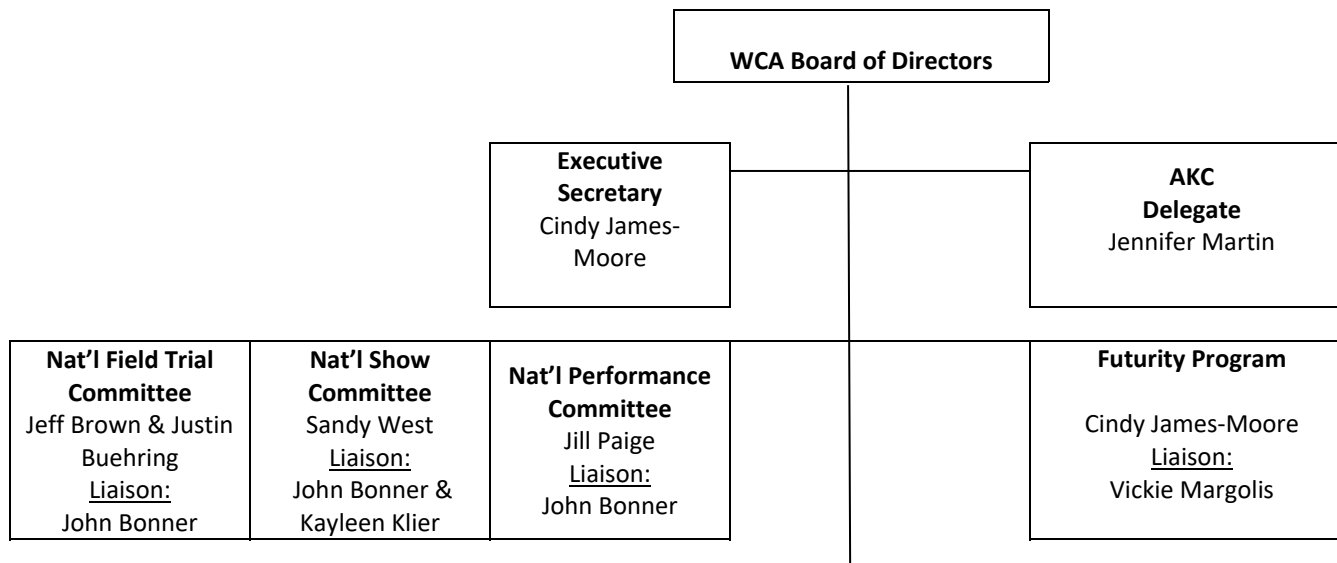 WCA Board of Directors
Executive
Secretary
Cindy James-
Moore
AKC
Delegate
Jennifer Martin
Nat’l Field Trial
Committee
Jeff Brown & Justin
Buehring
Liaison:
John Bonner
Nat’l Show
Committee
Sandy West
Liaison:
John Bonner &
Kayleen Klier
Nat’l Performance
Committee
Jill Paige
Liaison:
John Bonner
Futurity Program
Cindy James-Moore
Liaison:
Vickie Margolis